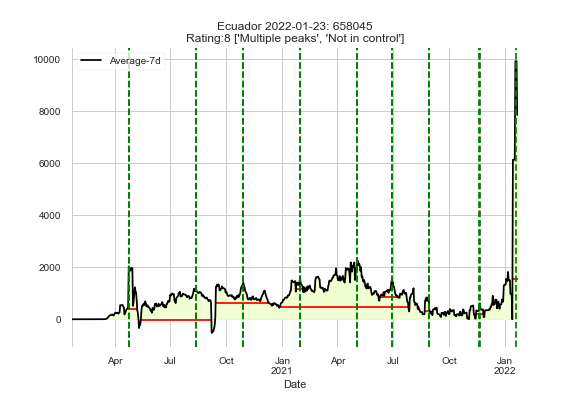 Ecuador 2022-01-23: 658045
Rating:8 ['Multiple peaks', 'Not in control']
Average-7d
10000
8000
6000
4000
2000
0
Apr Jul Oct Jan Apr Jul Oct Jan
2021 2022
Date